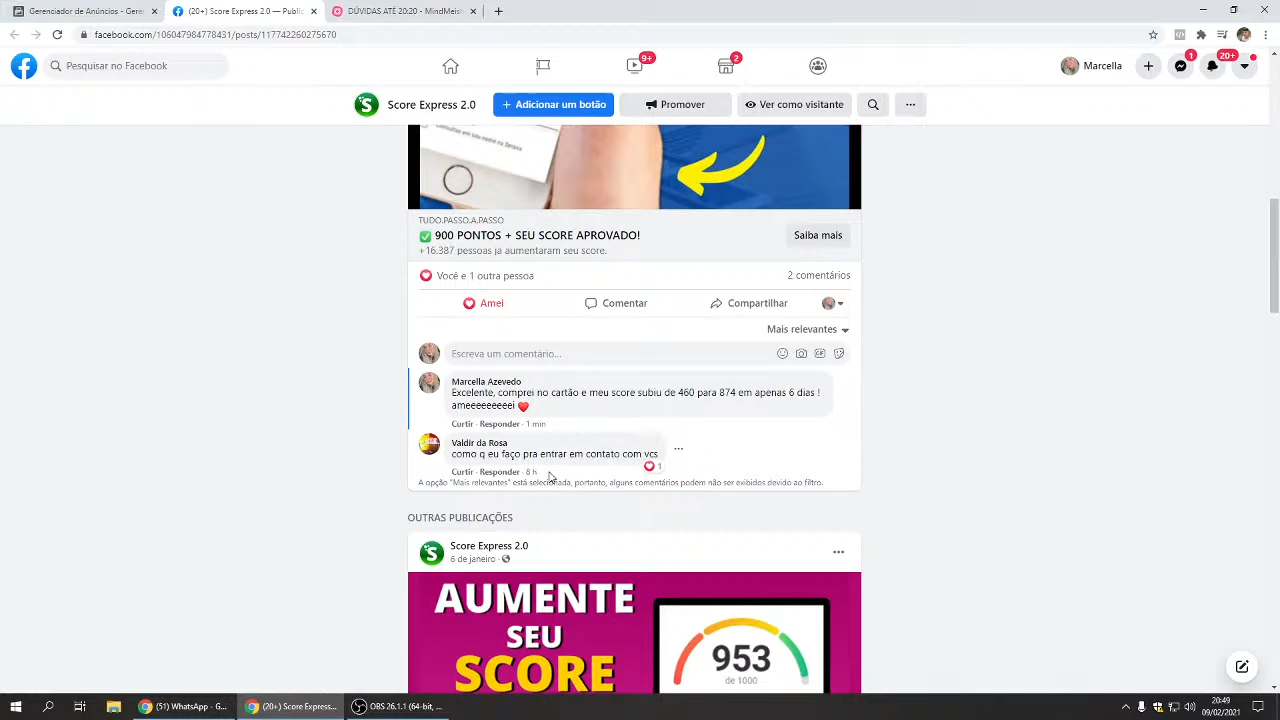 Gerenciador de Anúncios - Geren
(20+) Score Express 2.0 — Public
DÚVIDAS ATÉ 20:20 - MindMeist
facebook.com/106047984778431/posts/117742260275670
Pesquisar no Facebook
9+
2
Marcella
1
20+
Score Express 2.0
+ Adicionar um botão
Promover
Ver como visitante
TUDO.PASSO.A.PASSO
✅ 900 PONTOS + SEU SCORE APROVADO!
+16.387 pessoas ja aumentaram seu score.
Saiba mais
Você e 1 outra pessoa
2 comentários
Amei
Comentar
Compartilhar
Mais relevantes
Escreva um comentário...
GIF
Marcella Azevedo
Excelente, comprei no cartão e meu score subiu de 460 para 874 em apenas 6 dias !
ameeeeeeeeei ❤️
Curtir · Responder · 1 min
Valdir da Rosa
como q eu faço pra entrar em contato com vcs
1
Curtir · Responder · 8 h
A opção "Mais relevantes" está selecionada, portanto, alguns comentários podem não ser exibidos devido ao filtro.
OUTRAS PUBLICAÇÕES
Score Express 2.0
6 de janeiro ·
AUMENTE
SEU
SCORE
953
de 1000
(31) WhatsApp - G...
(20+) Score Express...
OBS 26.1.1 (64-bit, ...
20:49
09/02/2021